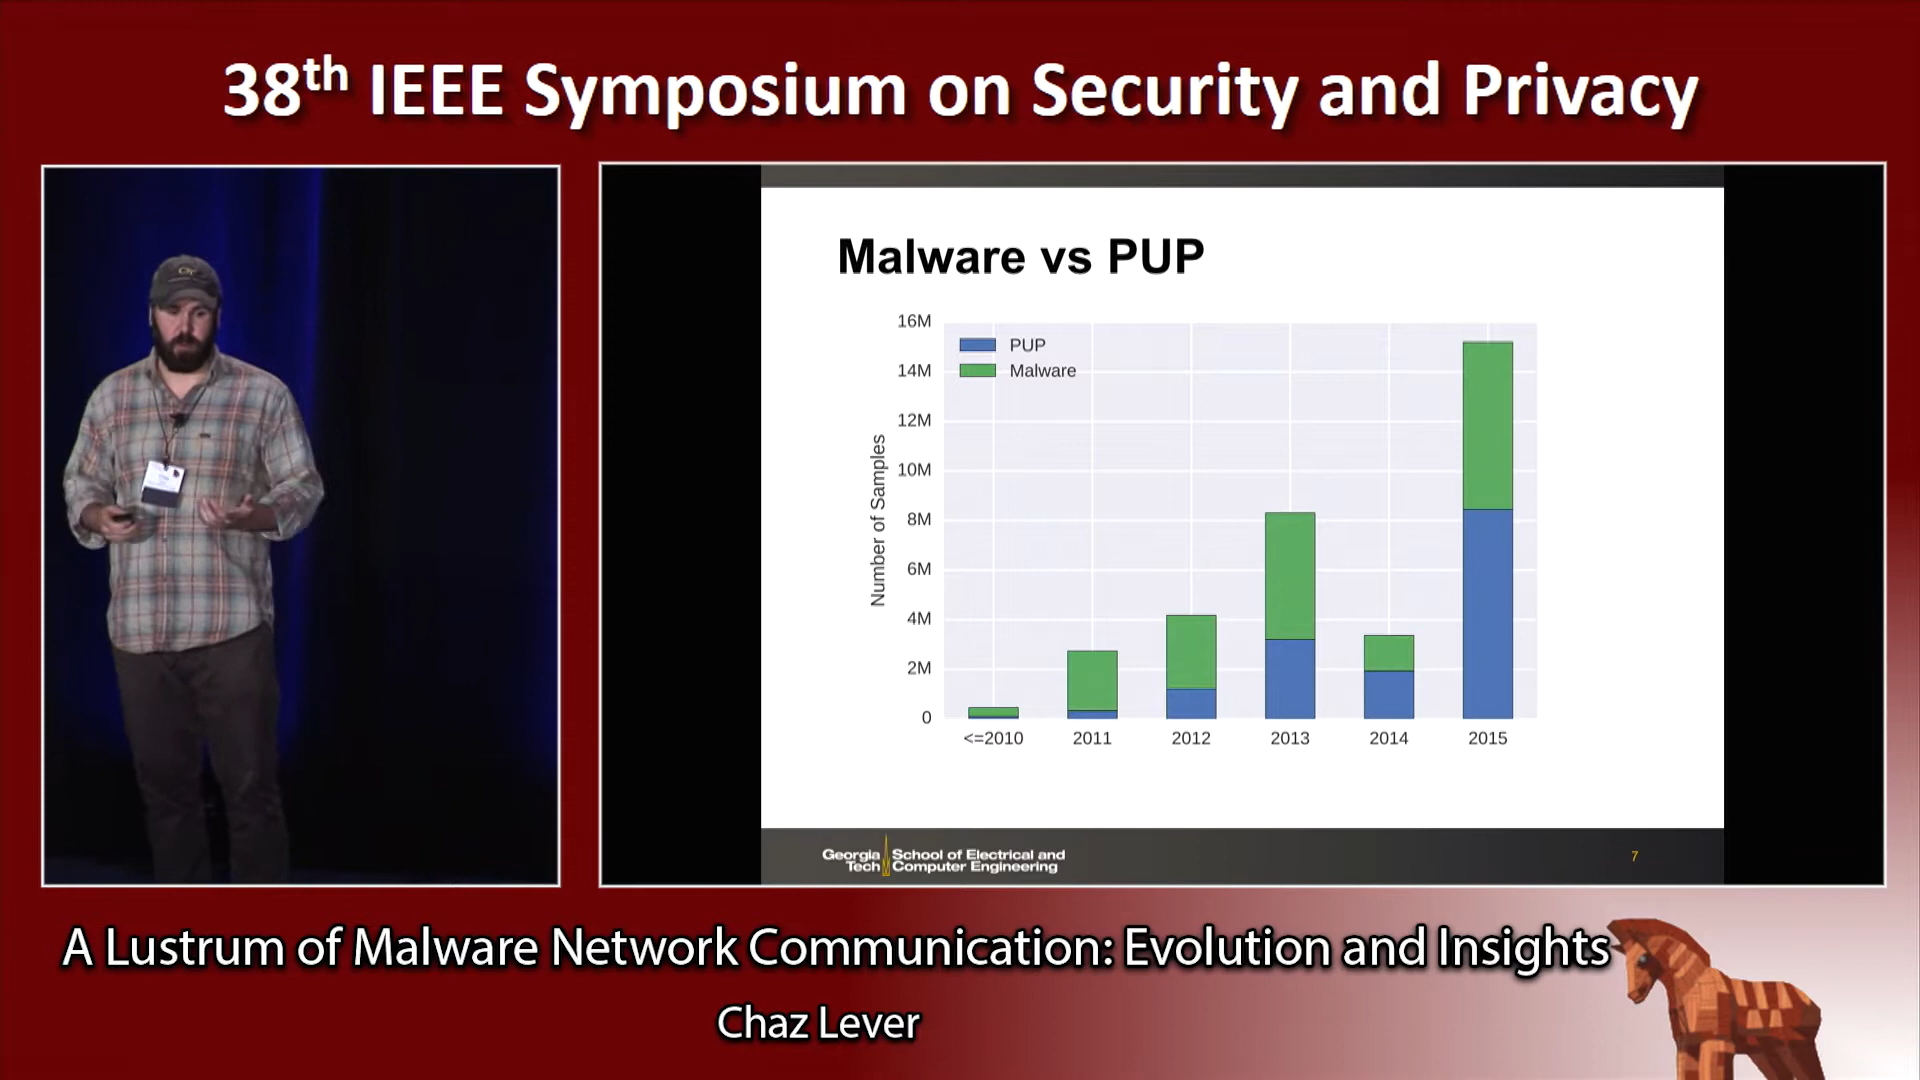 38th IEEE Symposium on Security and Privacy
Malware vs PUP
16M
14M
12M
10M
8M
6M
4M
2M
0
Number of Samples
PUP
Malware
<=2010
2011
2012
2013
2014
2015
Georgia Tech
School of Electrical and
Computer Engineering
7
A Lustrum of Malware Network Communication: Evolution and Insights
Chaz Lever